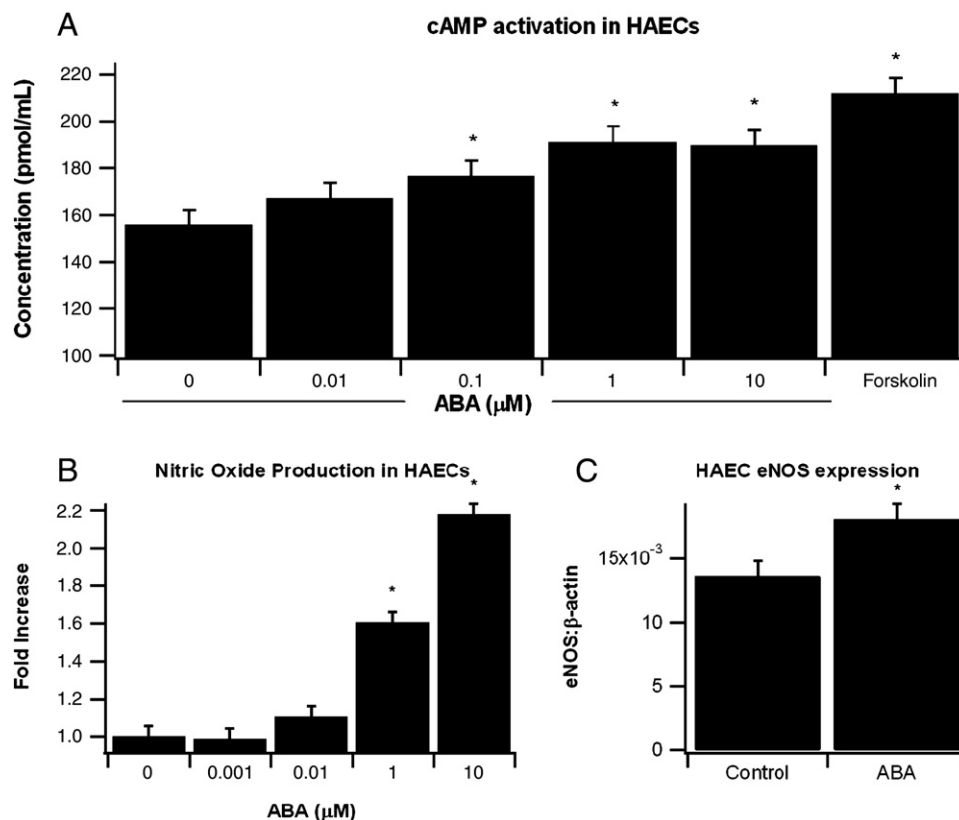 A
cAMP activation in HAECs
Concentration (pmol/mL)
220
200
180
160
140
120
100
*
*
*
*
0
0.01
0.1
1
10
Forskolin
ABA (μM)
B
Nitric Oxide Production in HAECs
Fold Increase
2.2
2.0
1.8
1.6
1.4
1.2
1.0
*
*
0
0.001
0.01
1
10
ABA (μM)
C
HAEC eNOS expression
eNOS:β-actin
15x10⁻³
10
5
0
*
Control
ABA